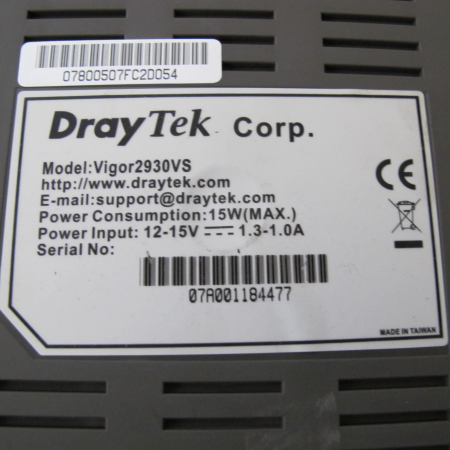 07800507FC2D054
DrayTek Corp.
Model:Vigor2930VS
http://www.draytek.com
E-mail:support@draytek.com
Power Consumption:15W(MAX.)
Power Input: 12-15V ⎓ 1.3-1.0A
Serial No:
07A001184477
CE
MADE IN TAIWAN